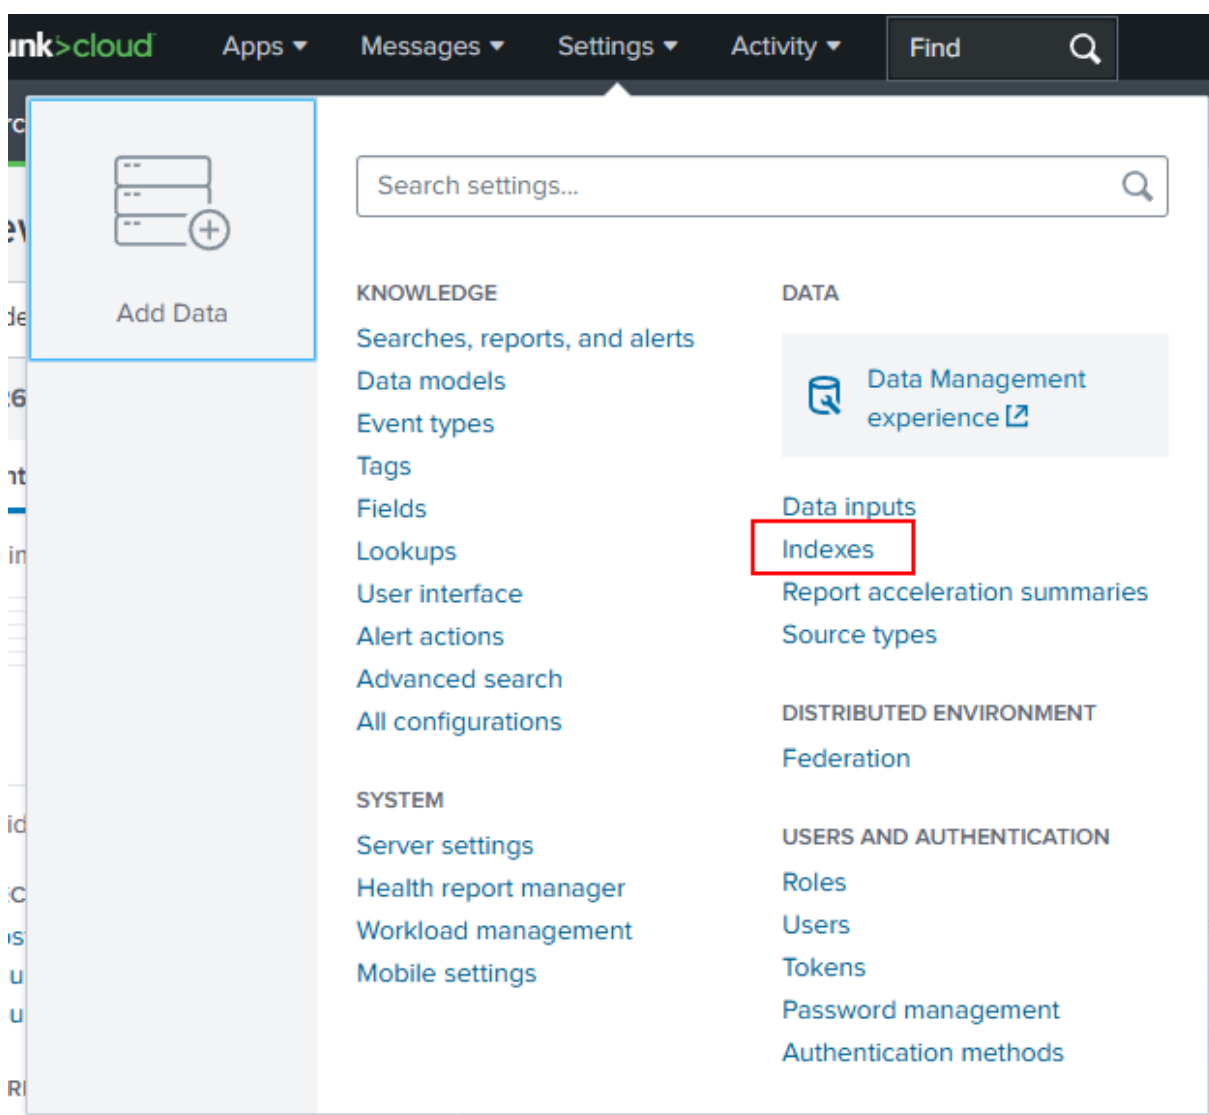 unk>cloud Apps Messages Settings Activity Find
Add Data
Search settings...
KNOWLEDGE
Searches, reports, and alerts
Data models
Event types
Tags
Fields
Lookups
User interface
Alert actions
Advanced search
All configurations
SYSTEM
Server settings
Health report manager
Workload management
Mobile settings
DATA
Data Management
experience
Data inputs
Indexes
Report acceleration summaries
Source types
DISTRIBUTED ENVIRONMENT
Federation
USERS AND AUTHENTICATION
Roles
Users
Tokens
Password management
Authentication methods